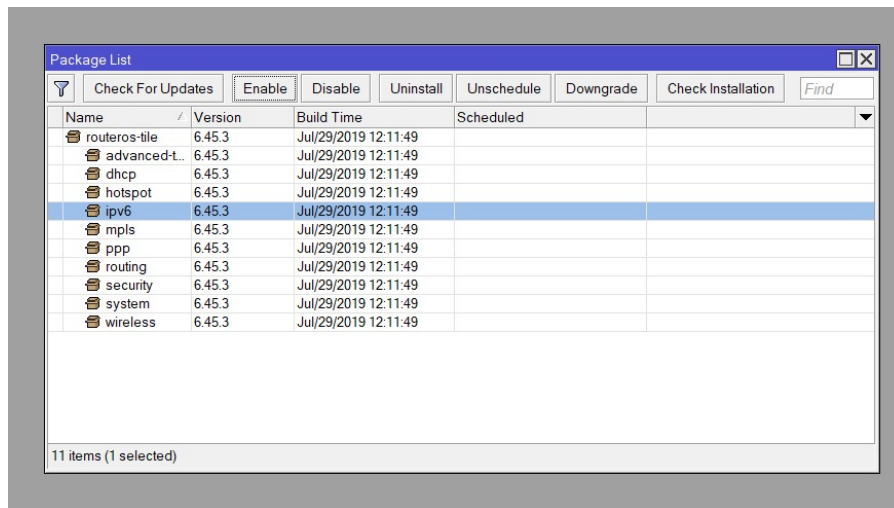 Package List
Check For Updates Enable Disable Uninstall Unschedule Downgrade Check Installation Find
Name Version Build Time Scheduled
routeros-tile 6.45.3 Jul/29/2019 12:11:49
advanced-t... 6.45.3 Jul/29/2019 12:11:49
dhcp 6.45.3 Jul/29/2019 12:11:49
hotspot 6.45.3 Jul/29/2019 12:11:49
ipv6 6.45.3 Jul/29/2019 12:11:49
mpls 6.45.3 Jul/29/2019 12:11:49
ppp 6.45.3 Jul/29/2019 12:11:49
routing 6.45.3 Jul/29/2019 12:11:49
security 6.45.3 Jul/29/2019 12:11:49
system 6.45.3 Jul/29/2019 12:11:49
wireless 6.45.3 Jul/29/2019 12:11:49
11 items (1 selected)